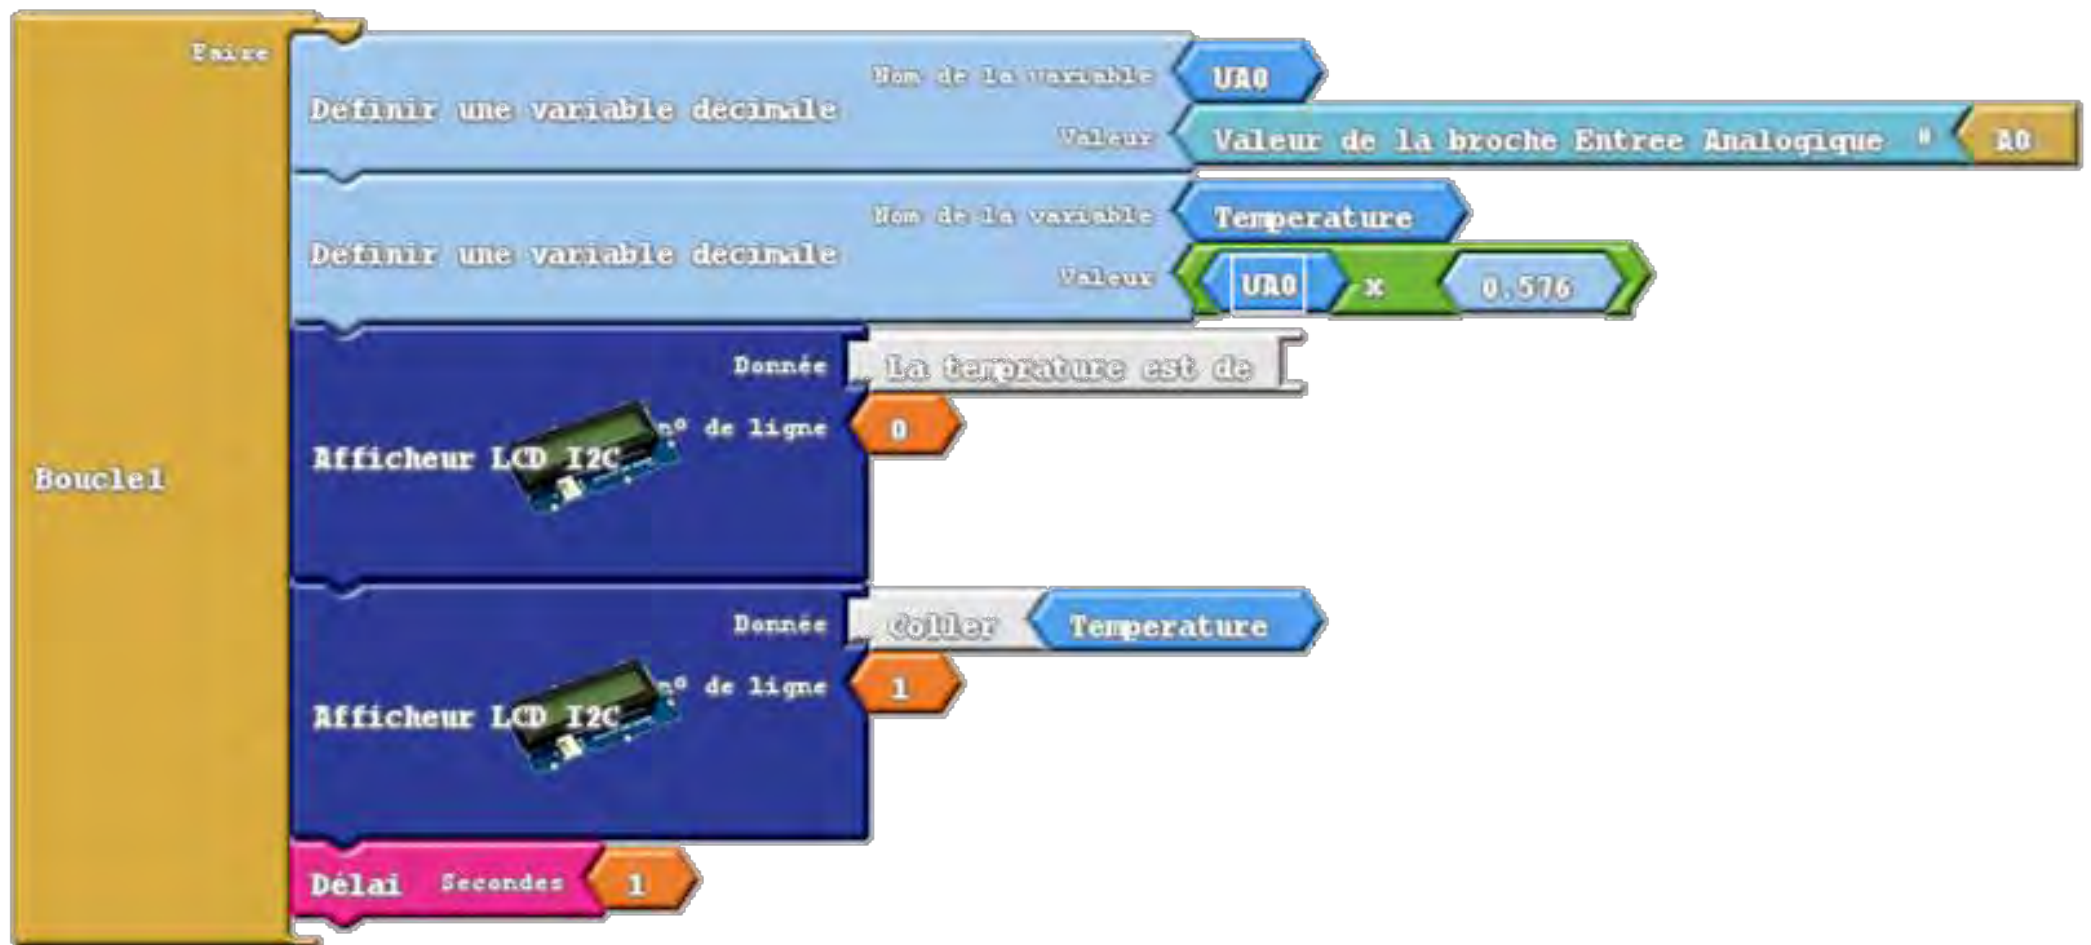 Faire
Nom de la variable UA0
Définir une variable décimale
Valeur Valeur de la broche Entree Analogique # A0
Nom de la variable Temperature
Définir une variable décimale
Valeur UA0 x 0.576
Donnée La temprature est de
n° de ligne 0
Afficheur LCD I2C
Boucle1
Donnée Coller Temperature
n° de ligne 1
Afficheur LCD I2C
Délai Secondes 1